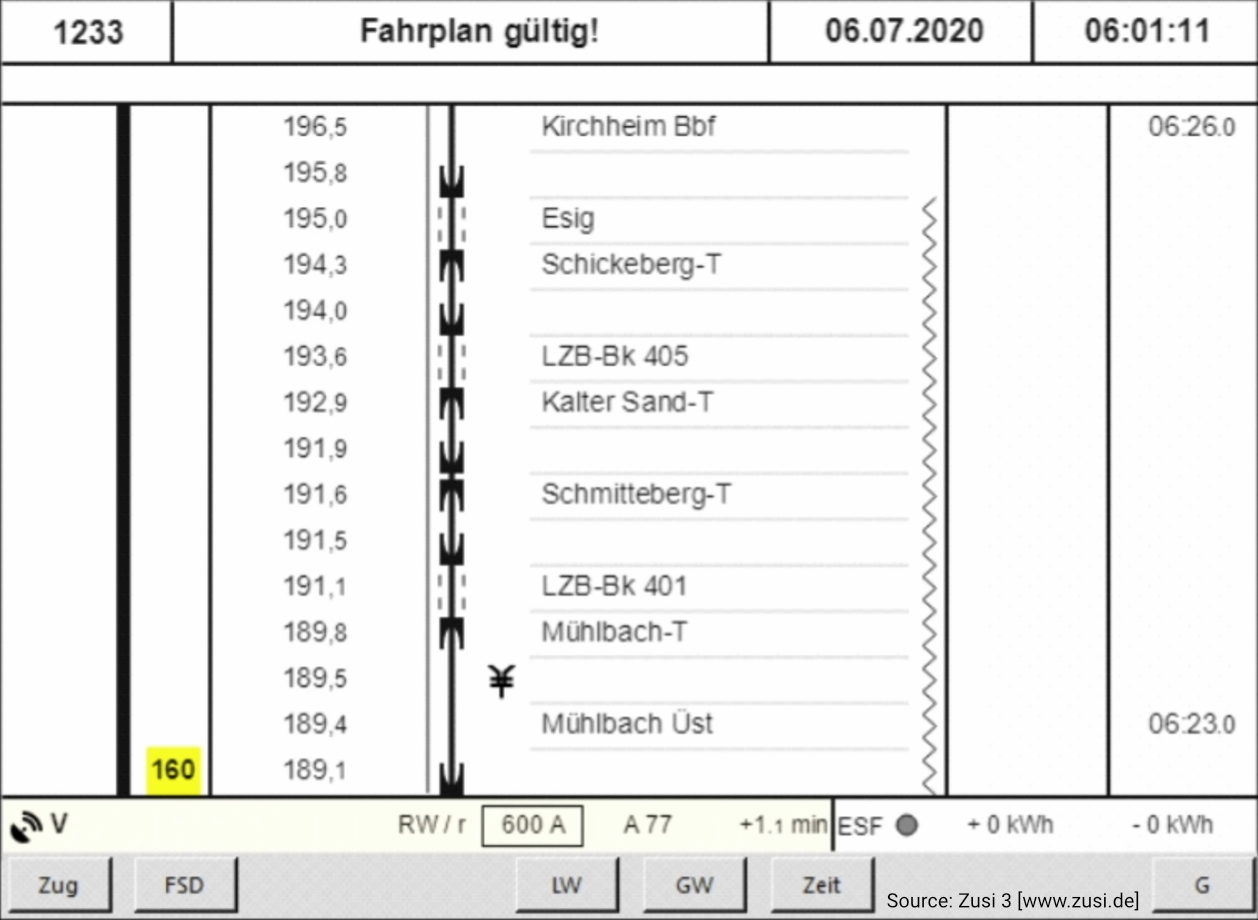 1233 Fahrplan gültig! 06.07.2020 06:01:11
196,5 Kirchheim Bbf 06:26.0
195,8
195,0 Esig
194,3 Schickeberg-T
194,0
193,6 LZB-Bk 405
192,9 Kalter Sand-T
191,9
191,6 Schmitteberg-T
191,5
191,1 LZB-Bk 401
189,8 Mühlbach-T
189,5 ¥
189,4 Mühlbach Üst 06:23.0
160 189,1
V RW / r 600 A A 77 +1.1 min ESF + 0 kWh - 0 kWh
Zug FSD LW GW Zeit Source: Zusi 3 [www.zusi.de] G